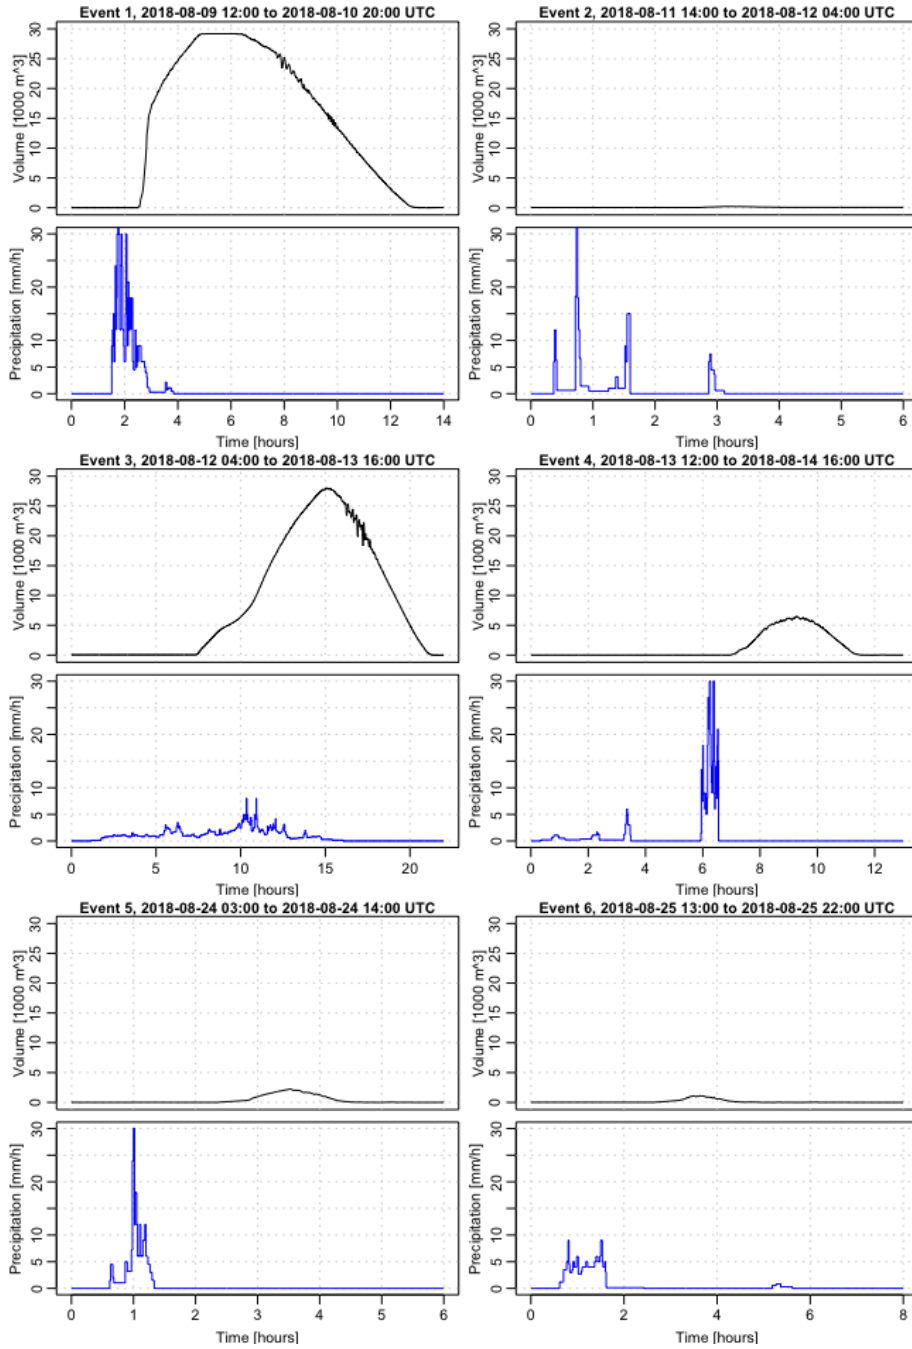 Event 1, 2018-08-09 12:00 to 2018-08-10 20:00 UTC
Volume [1000 m^3]
0 5 10 15 20 25 30
Precipitation [mm/h]
0 5 10 20 30
0 2 4 6 8 10 12 14
Time [hours]
Event 2, 2018-08-11 14:00 to 2018-08-12 04:00 UTC
Volume [1000 m^3]
0 5 10 15 20 25 30
Precipitation [mm/h]
0 5 10 20 30
0 1 2 3 4 5 6
Time [hours]
Event 3, 2018-08-12 04:00 to 2018-08-13 16:00 UTC
Volume [1000 m^3]
0 5 10 15 20 25 30
Precipitation [mm/h]
0 5 10 20 30
0 5 10 15 20
Time [hours]
Event 4, 2018-08-13 12:00 to 2018-08-14 16:00 UTC
Volume [1000 m^3]
0 5 10 15 20 25 30
Precipitation [mm/h]
0 5 10 20 30
0 2 4 6 8 10 12
Time [hours]
Event 5, 2018-08-24 03:00 to 2018-08-24 14:00 UTC
Volume [1000 m^3]
0 5 10 15 20 25 30
Precipitation [mm/h]
0 5 10 20 30
0 1 2 3 4 5 6
Time [hours]
Event 6, 2018-08-25 13:00 to 2018-08-25 22:00 UTC
Volume [1000 m^3]
0 5 10 15 20 25 30
Precipitation [mm/h]
0 5 10 20 30
0 2 4 6 8
Time [hours]